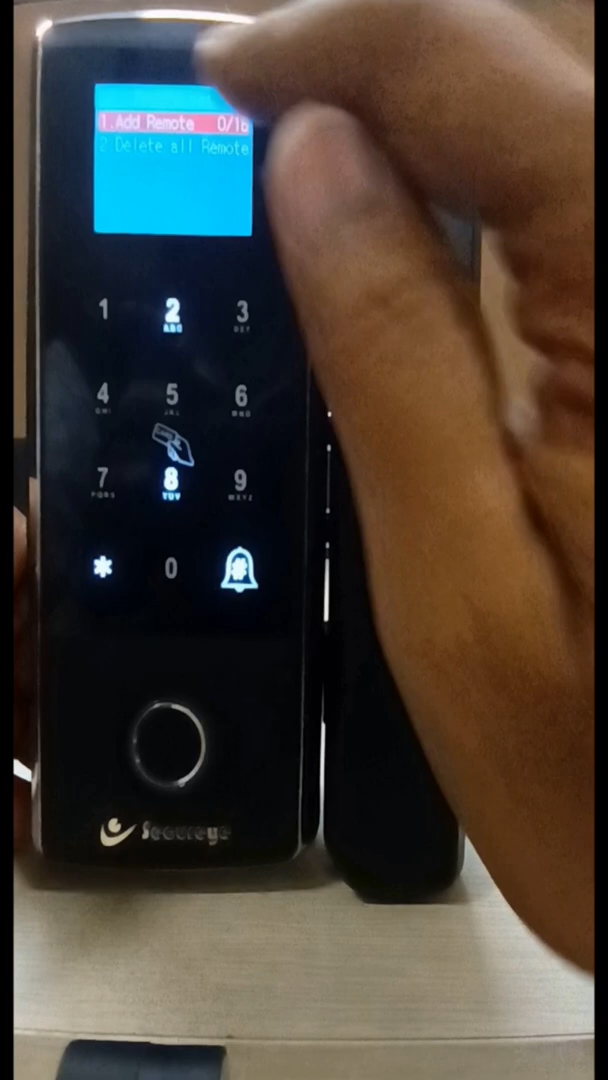 1.Add Remote 0/16
2.Delete all Remote
1 2 3
ABC DEF
4 5 6
GHI JKL MNO
7 8 9
PQRS TUV WXYZ
* 0 #
Secureye